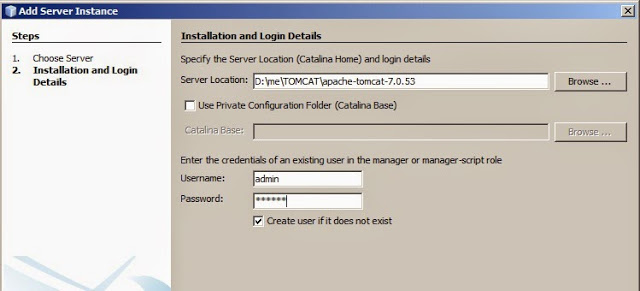 Add Server Instance
Steps
1. Choose Server
2. Installation and Login Details
Installation and Login Details
Specify the Server Location (Catalina Home) and login details
Server Location: D:\me\TOMCAT\apache-tomcat-7.0.53 Browse ...
Use Private Configuration Folder (Catalina Base)
Catalina Base: Browse ...
Enter the credentials of an existing user in the manager or manager-script role
Username: admin
Password: ******
Create user if it does not exist